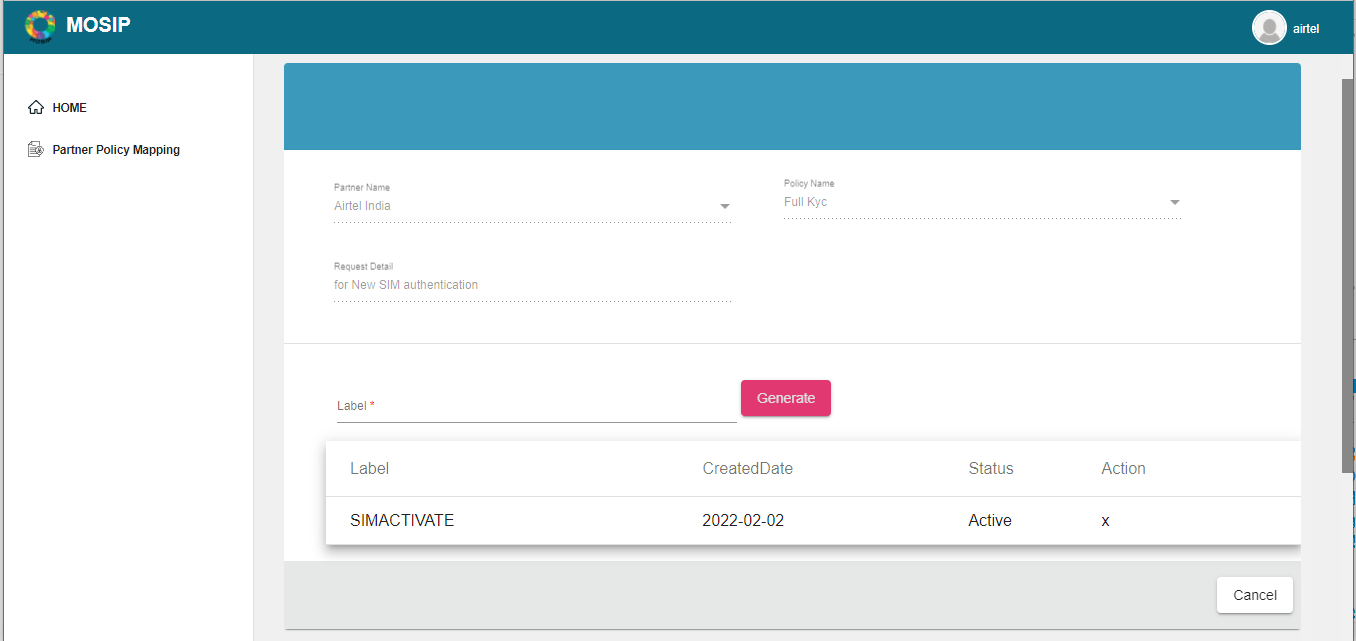 MOSIP
airtel
HOME
Partner Policy Mapping
Partner Name
Airtel India
Policy Name
Full Kyc
Request Detail
for New SIM authentication
Label *
Generate
Label CreatedDate Status Action
SIMACTIVATE 2022-02-02 Active x
Cancel